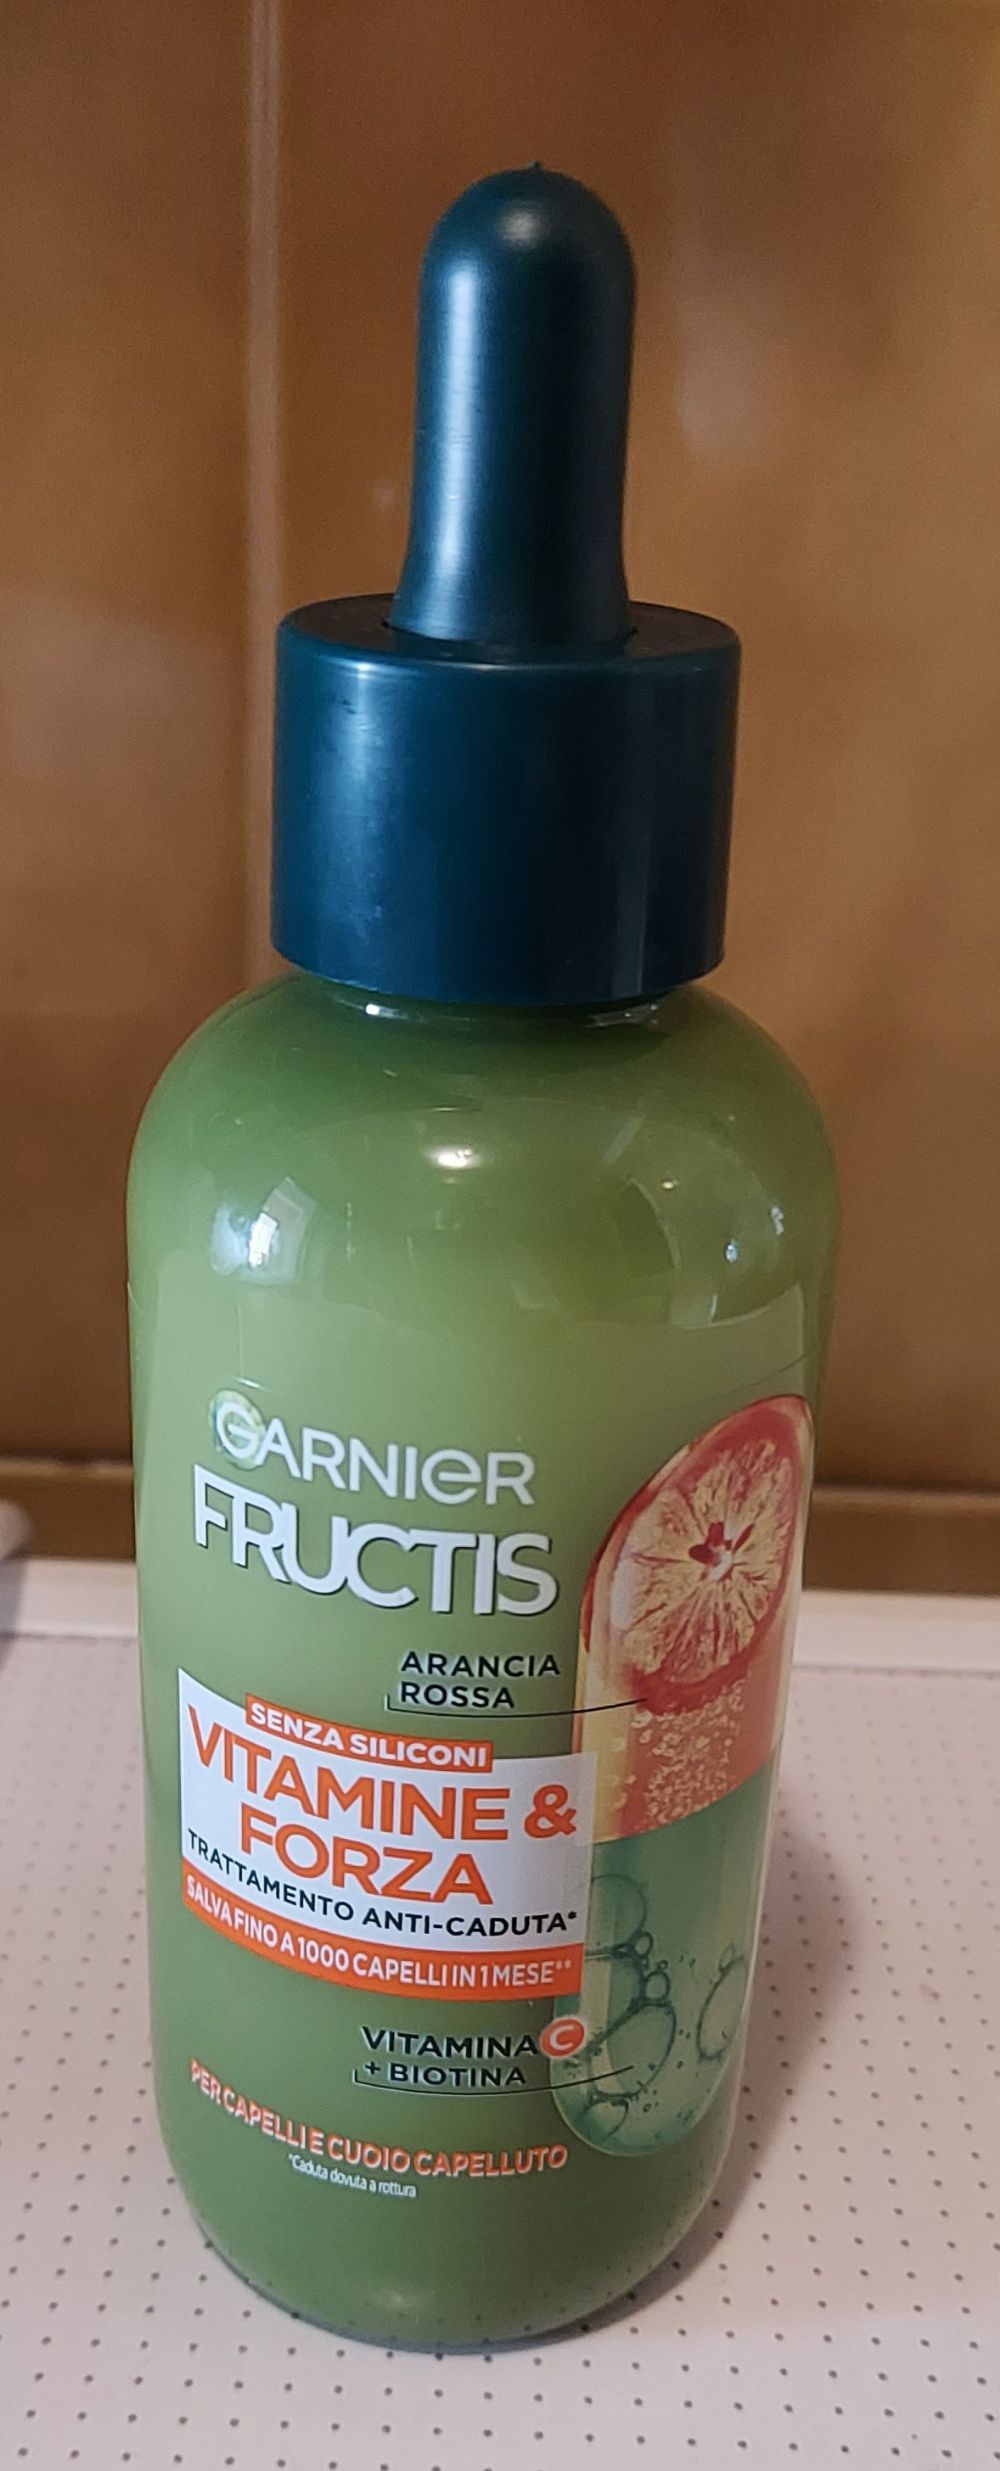 GARNIER
FRUCTIS
ARANCIA
ROSSA
SENZA SILICONI
VITAMINE &
FORZA
TRATTAMENTO ANTI-CADUTA*
SALVA FINO A 1000 CAPELLI IN 1 MESE**
VITAMINA C
+ BIOTINA
PER CAPELLI E CUOIO CAPELLUTO
*Caduta dovuta a rottura